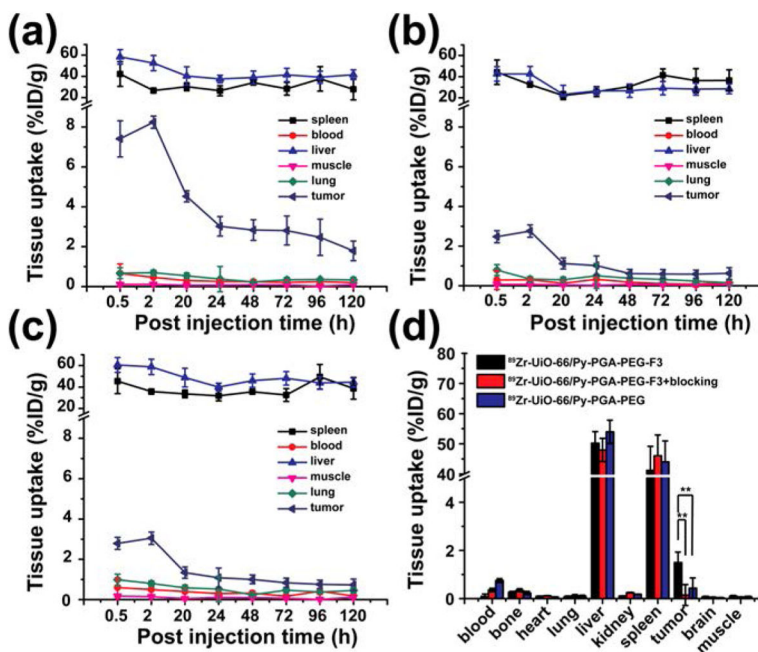 (a)
Tissue uptake (%ID/g)
60
40
20
8
6
4
2
0
spleen
blood
liver
muscle
lung
tumor
0.5 2 20 24 48 72 96 120
Post injection time (h)
(b)
Tissue uptake (%ID/g)
60
40
20
8
6
4
2
0
spleen
blood
liver
muscle
lung
tumor
0.5 2 20 24 48 72 96 120
Post injection time (h)
(c)
Tissue uptake (%ID/g)
60
40
20
8
6
4
2
0
spleen
blood
liver
muscle
lung
tumor
0.5 2 20 24 48 72 96 120
Post injection time (h)
(d)
Tissue uptake (%ID/g)
80
70
60
50
40
4
2
0
⁸⁹Zr-UiO-66/Py-PGA-PEG-F3
⁸⁹Zr-UiO-66/Py-PGA-PEG-F3+blocking
⁸⁹Zr-UiO-66/Py-PGA-PEG
**
**
blood bone heart lung liver kidney spleen tumor brain muscle